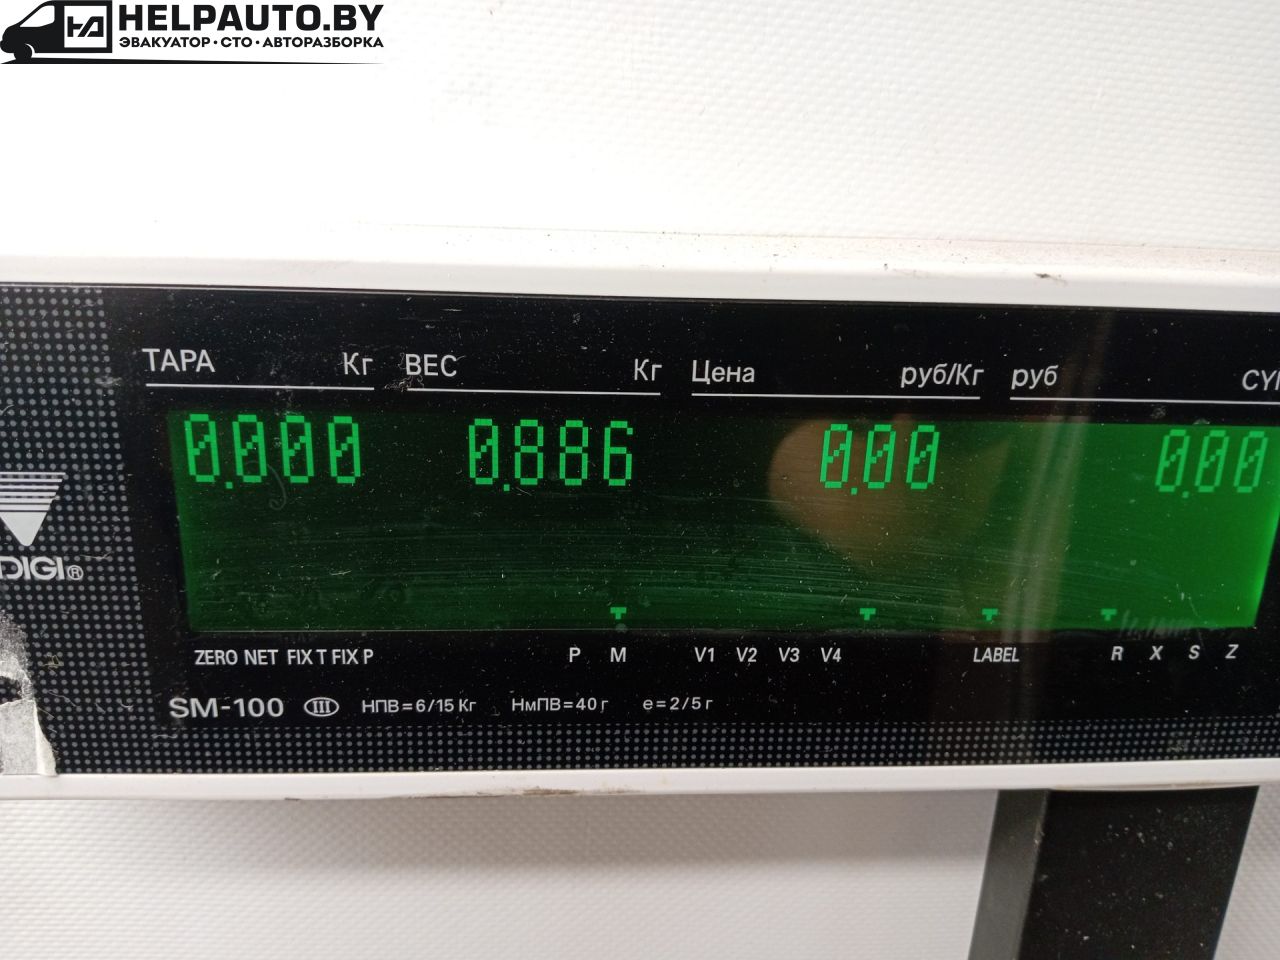 HELPAUTO.BY
ЭВАКУАТОР · СТО · АВТОРАЗБОРКА
ТАРА Кг ВЕС Кг Цена руб/Кг руб
0.000 0.886 0.00 0.00
DIGI®
ZERO NET FIX T FIX P P M V1 V2 V3 V4 LABEL R X S Z
SM-100 III НПВ=6/15 Кг НмПВ=40 г e=2/5 г